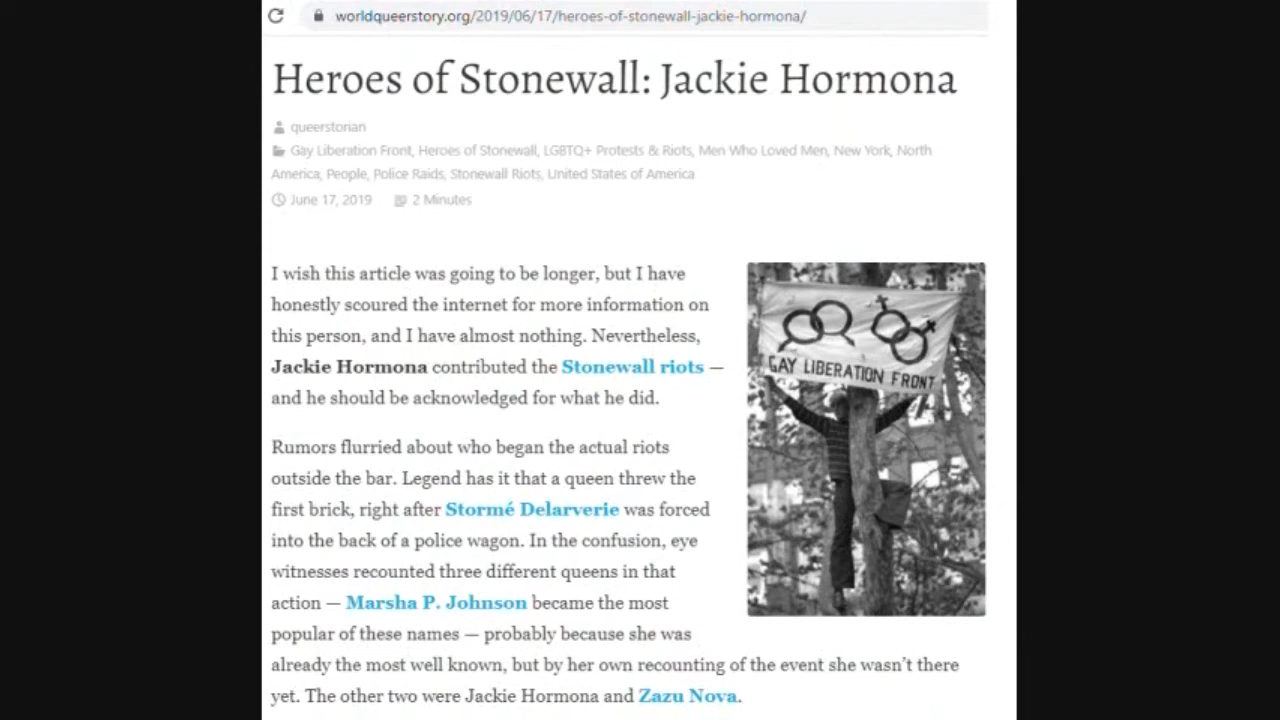 worldqueerstory.org/2019/06/17/heroes-of-stonewall-jackie-hormona/
Heroes of Stonewall: Jackie Hormona
queerstorian
Gay Liberation Front, Heroes of Stonewall, LGBTQ+ Protests & Riots, Men Who Loved Men, New York, North
America, People, Police Raids, Stonewall Riots, United States of America
June 17, 2019 2 Minutes
I wish this article was going to be longer, but I have
honestly scoured the internet for more information on
this person, and I have almost nothing. Nevertheless,
Jackie Hormona contributed the Stonewall riots —
and he should be acknowledged for what he did.
Rumors flurried about who began the actual riots
outside the bar. Legend has it that a queen threw the
first brick, right after Stormé Delarverie was forced
into the back of a police wagon. In the confusion, eye
witnesses recounted three different queens in that
action — Marsha P. Johnson became the most
popular of these names — probably because she was
already the most well known, but by her own recounting of the event she wasn't there
yet. The other two were Jackie Hormona and Zazu Nova.
GAY LIBERATION FRONT